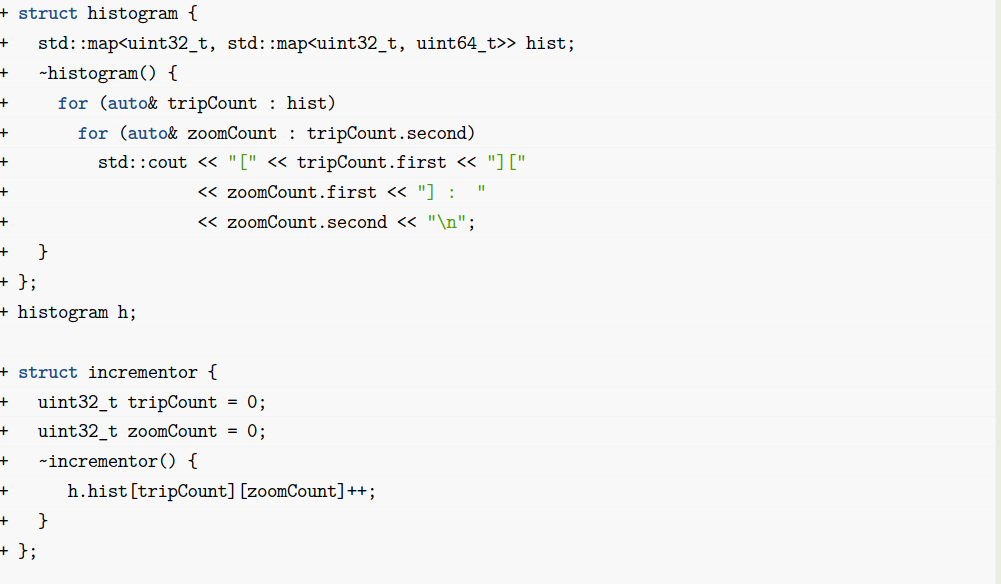 + struct histogram {
+   std::map<uint32_t, std::map<uint32_t, uint64_t>> hist;
+   ~histogram() {
+     for (auto& tripCount : hist)
+       for (auto& zoomCount : tripCount.second)
+         std::cout << "[" << tripCount.first << "]["
+                   << zoomCount.first << "] :  "
+                   << zoomCount.second << "\n";
+   }
+ };
+ histogram h;

+ struct incrementor {
+   uint32_t tripCount = 0;
+   uint32_t zoomCount = 0;
+   ~incrementor() {
+      h.hist[tripCount][zoomCount]++;
+   }
+ };